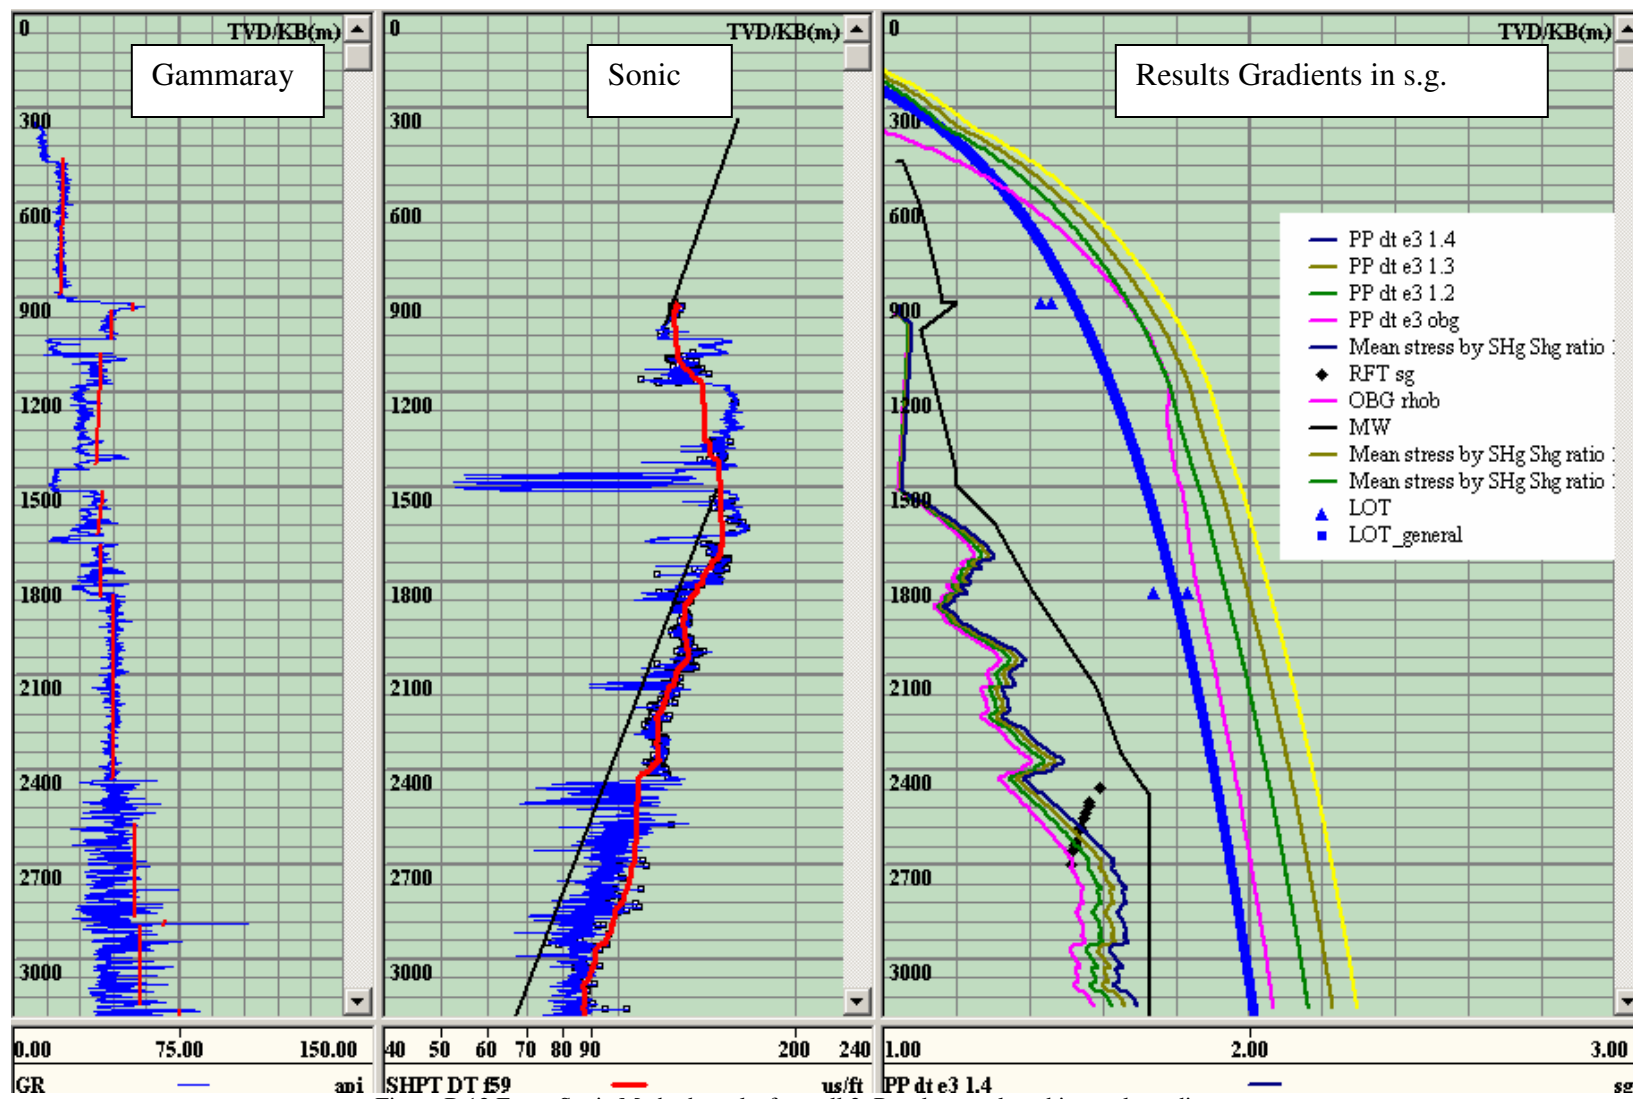 0
TVD/KB(m)
Gammaray
300
600
900
1200
1500
1800
2100
2400
2700
3000
0.00 75.00 150.00
GR api
0
TVD/KB(m)
Sonic
300
600
900
1200
1500
1800
2100
2400
2700
3000
40 50 60 70 80 90 200 240
SHPT DT f59 us/ft
0
TVD/KB(m)
Results Gradients in s.g.
300
600
900
1200
1500
1800
2100
2400
2700
3000
PP dt e3 1.4
PP dt e3 1.3
PP dt e3 1.2
PP dt e3 obg
Mean stress by SHg Shg ratio
RFT sg
OBG rhob
MW
Mean stress by SHg Shg ratio
Mean stress by SHg Shg ratio
LOT
LOT_general
1.00 2.00 3.00
PP dt e3 1.4 sg